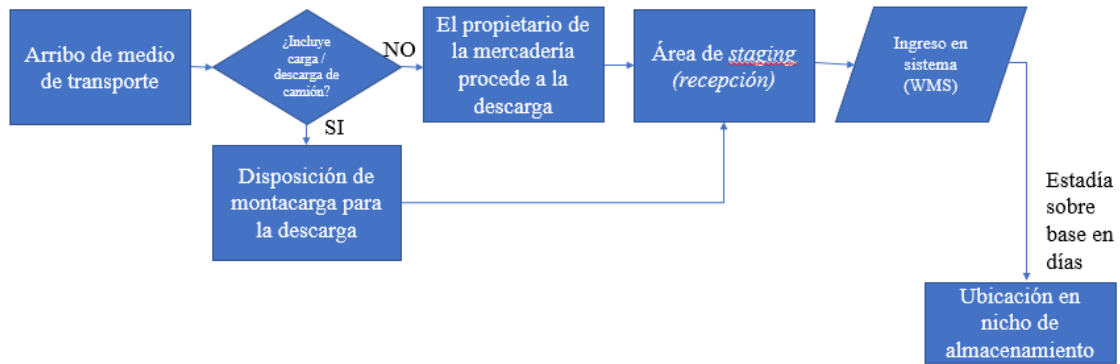 Arribo de medio
de transporte
¿Incluye
carga /
descarga de
camión?
NO
SI
El propietario de
la mercadería
procede a la
descarga
Disposición de
montacarga para
la descarga
Área de staging
(recepción)
Ingreso en
sistema
(WMS)
Estadía
sobre
base en
días
Ubicación en
nicho de
almacenamiento